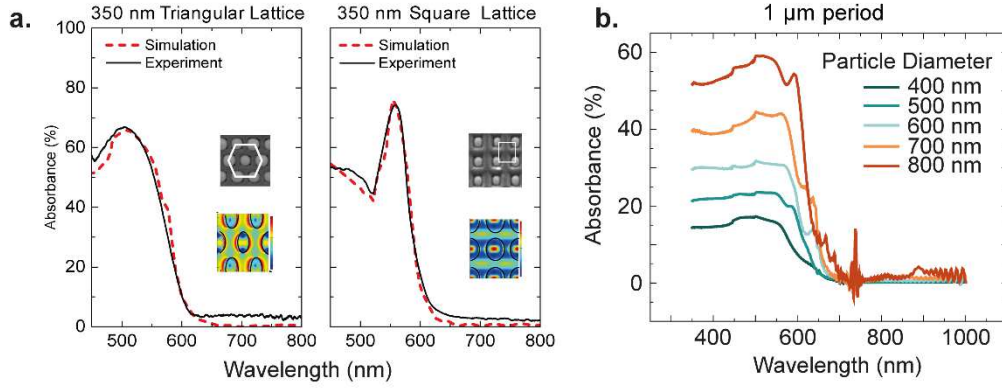 a.
350 nm Triangular Lattice
350 nm Square Lattice
Absorbance (%)
100
80
60
40
20
0
Simulation
Experiment
Simulation
Experiment
500 600 700 800
500 600 700 800
Wavelength (nm)
b.
1 µm period
Absorbance (%)
60
40
20
0
Particle Diameter
400 nm
500 nm
600 nm
700 nm
800 nm
400 600 800 1000
Wavelength (nm)